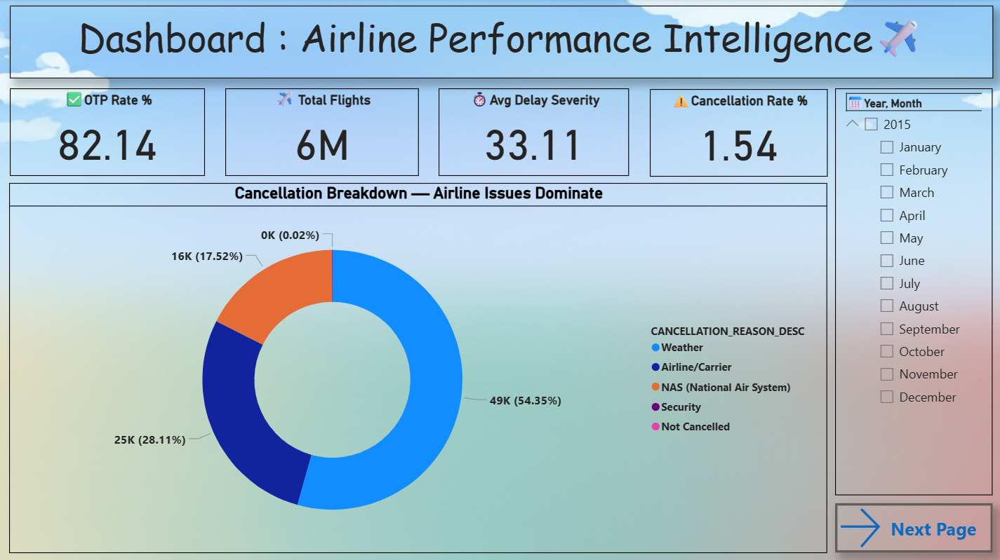 Dashboard : Airline Performance Intelligence✈️
✅ OTP Rate %
82.14
✈️ Total Flights
6M
⏱️ Avg Delay Severity
33.11
⚠️ Cancellation Rate %
1.54
Cancellation Breakdown — Airline Issues Dominate
0K (0.02%)
16K (17.52%)
49K (54.35%)
25K (28.11%)
CANCELLATION_REASON_DESC
Weather
Airline/Carrier
NAS (National Air System)
Security
Not Cancelled
Year, Month
2015
January
February
March
April
May
June
July
August
September
October
November
December
Next Page